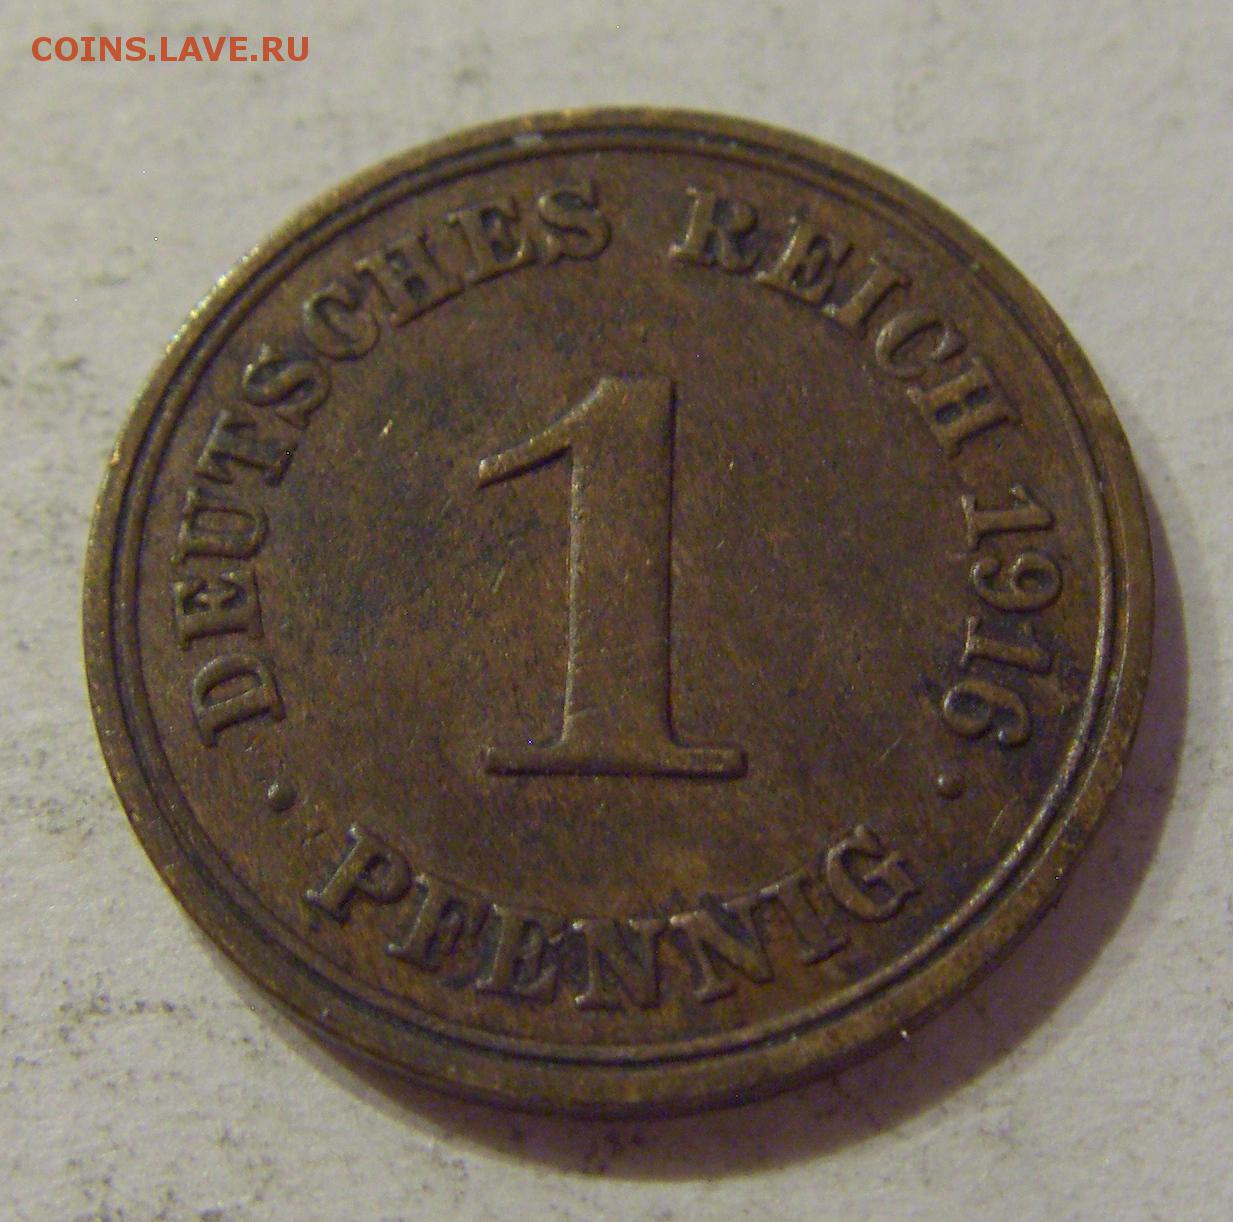 COINS.LAVE.RU
DEUTSCHES REICH 1916
1
· PFENNIG ·